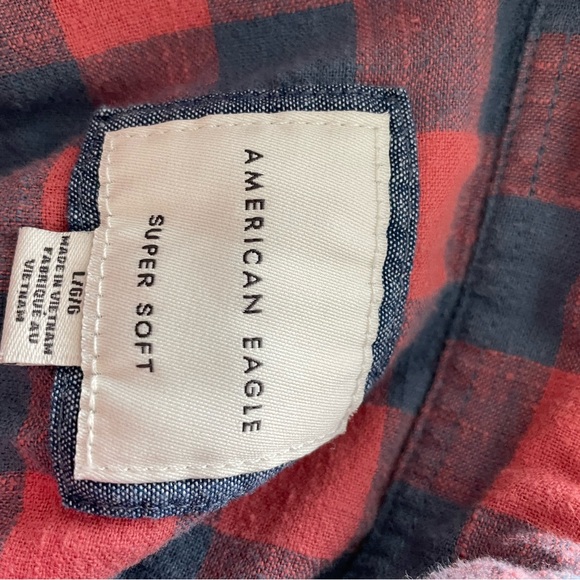 AMERICAN EAGLE
SUPER SOFT
L/G/G
MADE IN VIETNAM
FABRIQUE AU
VIETNAM